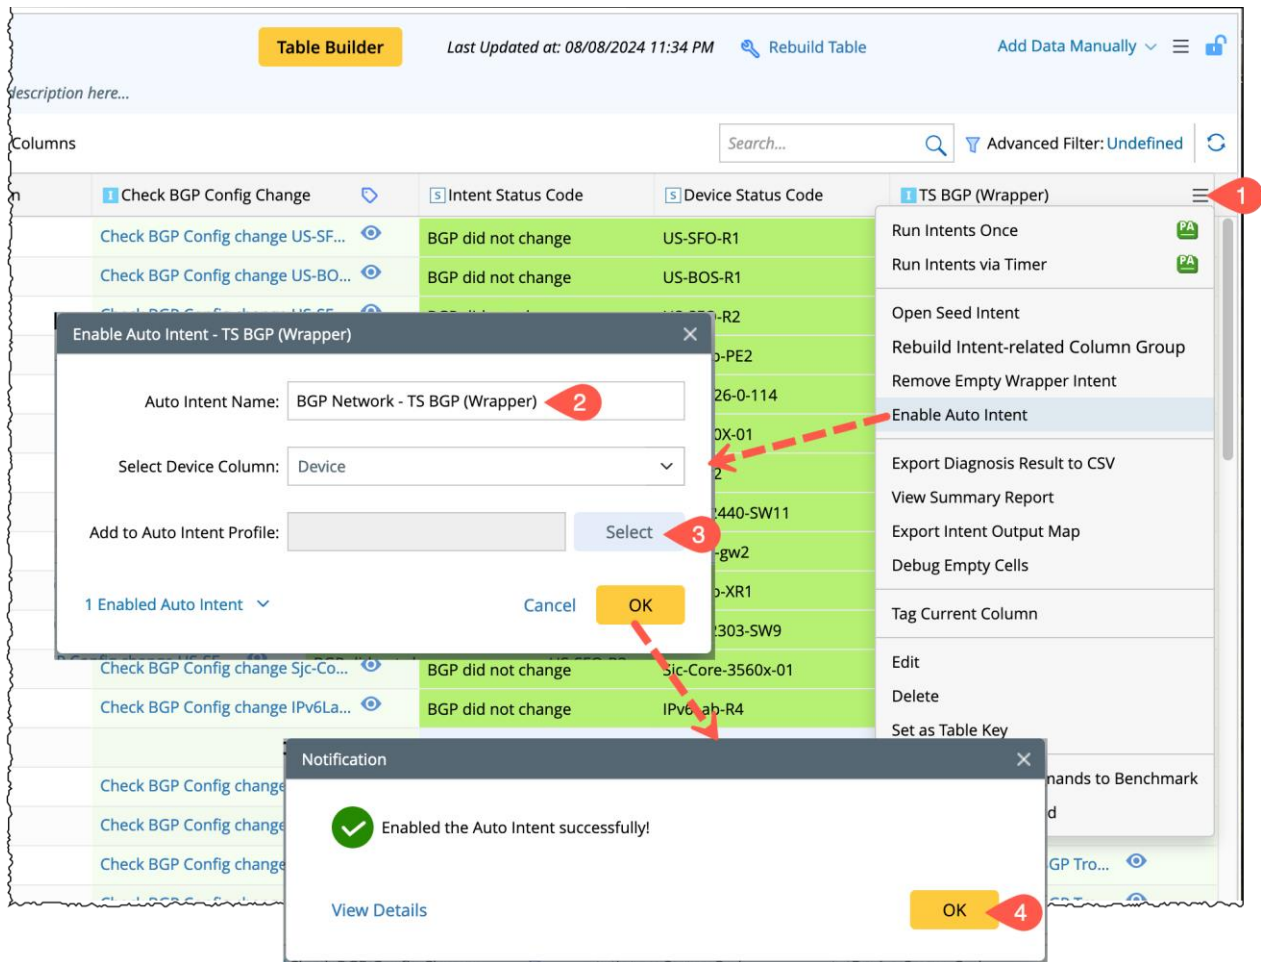 Table Builder
Last Updated at: 08/08/2024 11:34 PM
Rebuild Table
Add Data Manually
description here...
Columns
Search...
Advanced Filter: Undefined
n
I Check BGP Config Change
S Intent Status Code
S Device Status Code
I TS BGP (Wrapper)
1
Check BGP Config change US-SF...
BGP did not change
US-SFO-R1
Check BGP Config change US-BO...
BGP did not change
US-BOS-R1
-R2
-PE2
26-0-114
0X-01
2
2440-SW11
-gw2
-XR1
2303-SW9
Run Intents Once
PA
Run Intents via Timer
PA
Open Seed Intent
Rebuild Intent-related Column Group
Remove Empty Wrapper Intent
Enable Auto Intent
Export Diagnosis Result to CSV
View Summary Report
Export Intent Output Map
Debug Empty Cells
Tag Current Column
Edit
Delete
Set as Table Key
mands to Benchmark
d
Enable Auto Intent - TS BGP (Wrapper)
Auto Intent Name:
BGP Network - TS BGP (Wrapper)
2
Select Device Column:
Device
Add to Auto Intent Profile:
Select
3
1 Enabled Auto Intent
Cancel
OK
Check BGP Config change Sjc-Co...
BGP did not change
Sjc-Core-3560x-01
Check BGP Config change IPv6La...
BGP did not change
IPv6Lab-R4
Check BGP Config change
Check BGP Config change
Check BGP Config change
GP Tro...
Notification
Enabled the Auto Intent successfully!
View Details
OK
4